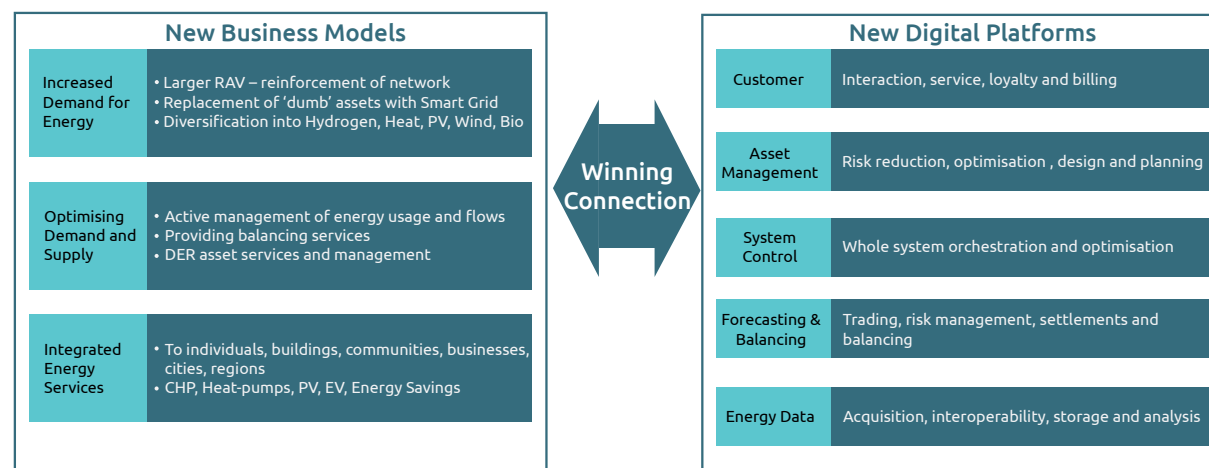 New Business Models
Increased
Demand for
Energy
• Larger RAV – reinforcement of network
• Replacement of ‘dumb’ assets with Smart Grid
• Diversification into Hydrogen, Heat, PV, Wind, Bio
Optimising
Demand and
Supply
• Active management of energy usage and flows
• Providing balancing services
• DER asset services and management
Integrated
Energy
Services
• To individuals, buildings, communities, businesses,
cities, regions
• CHP, Heat-pumps, PV, EV, Energy Savings
Winning
Connection
New Digital Platforms
Customer
Interaction, service, loyalty and billing
Asset
Management
Risk reduction, optimisation , design and planning
System
Control
Whole system orchestration and optimisation
Forecasting &
Balancing
Trading, risk management, settlements and
balancing
Energy Data
Acquisition, interoperability, storage and analysis